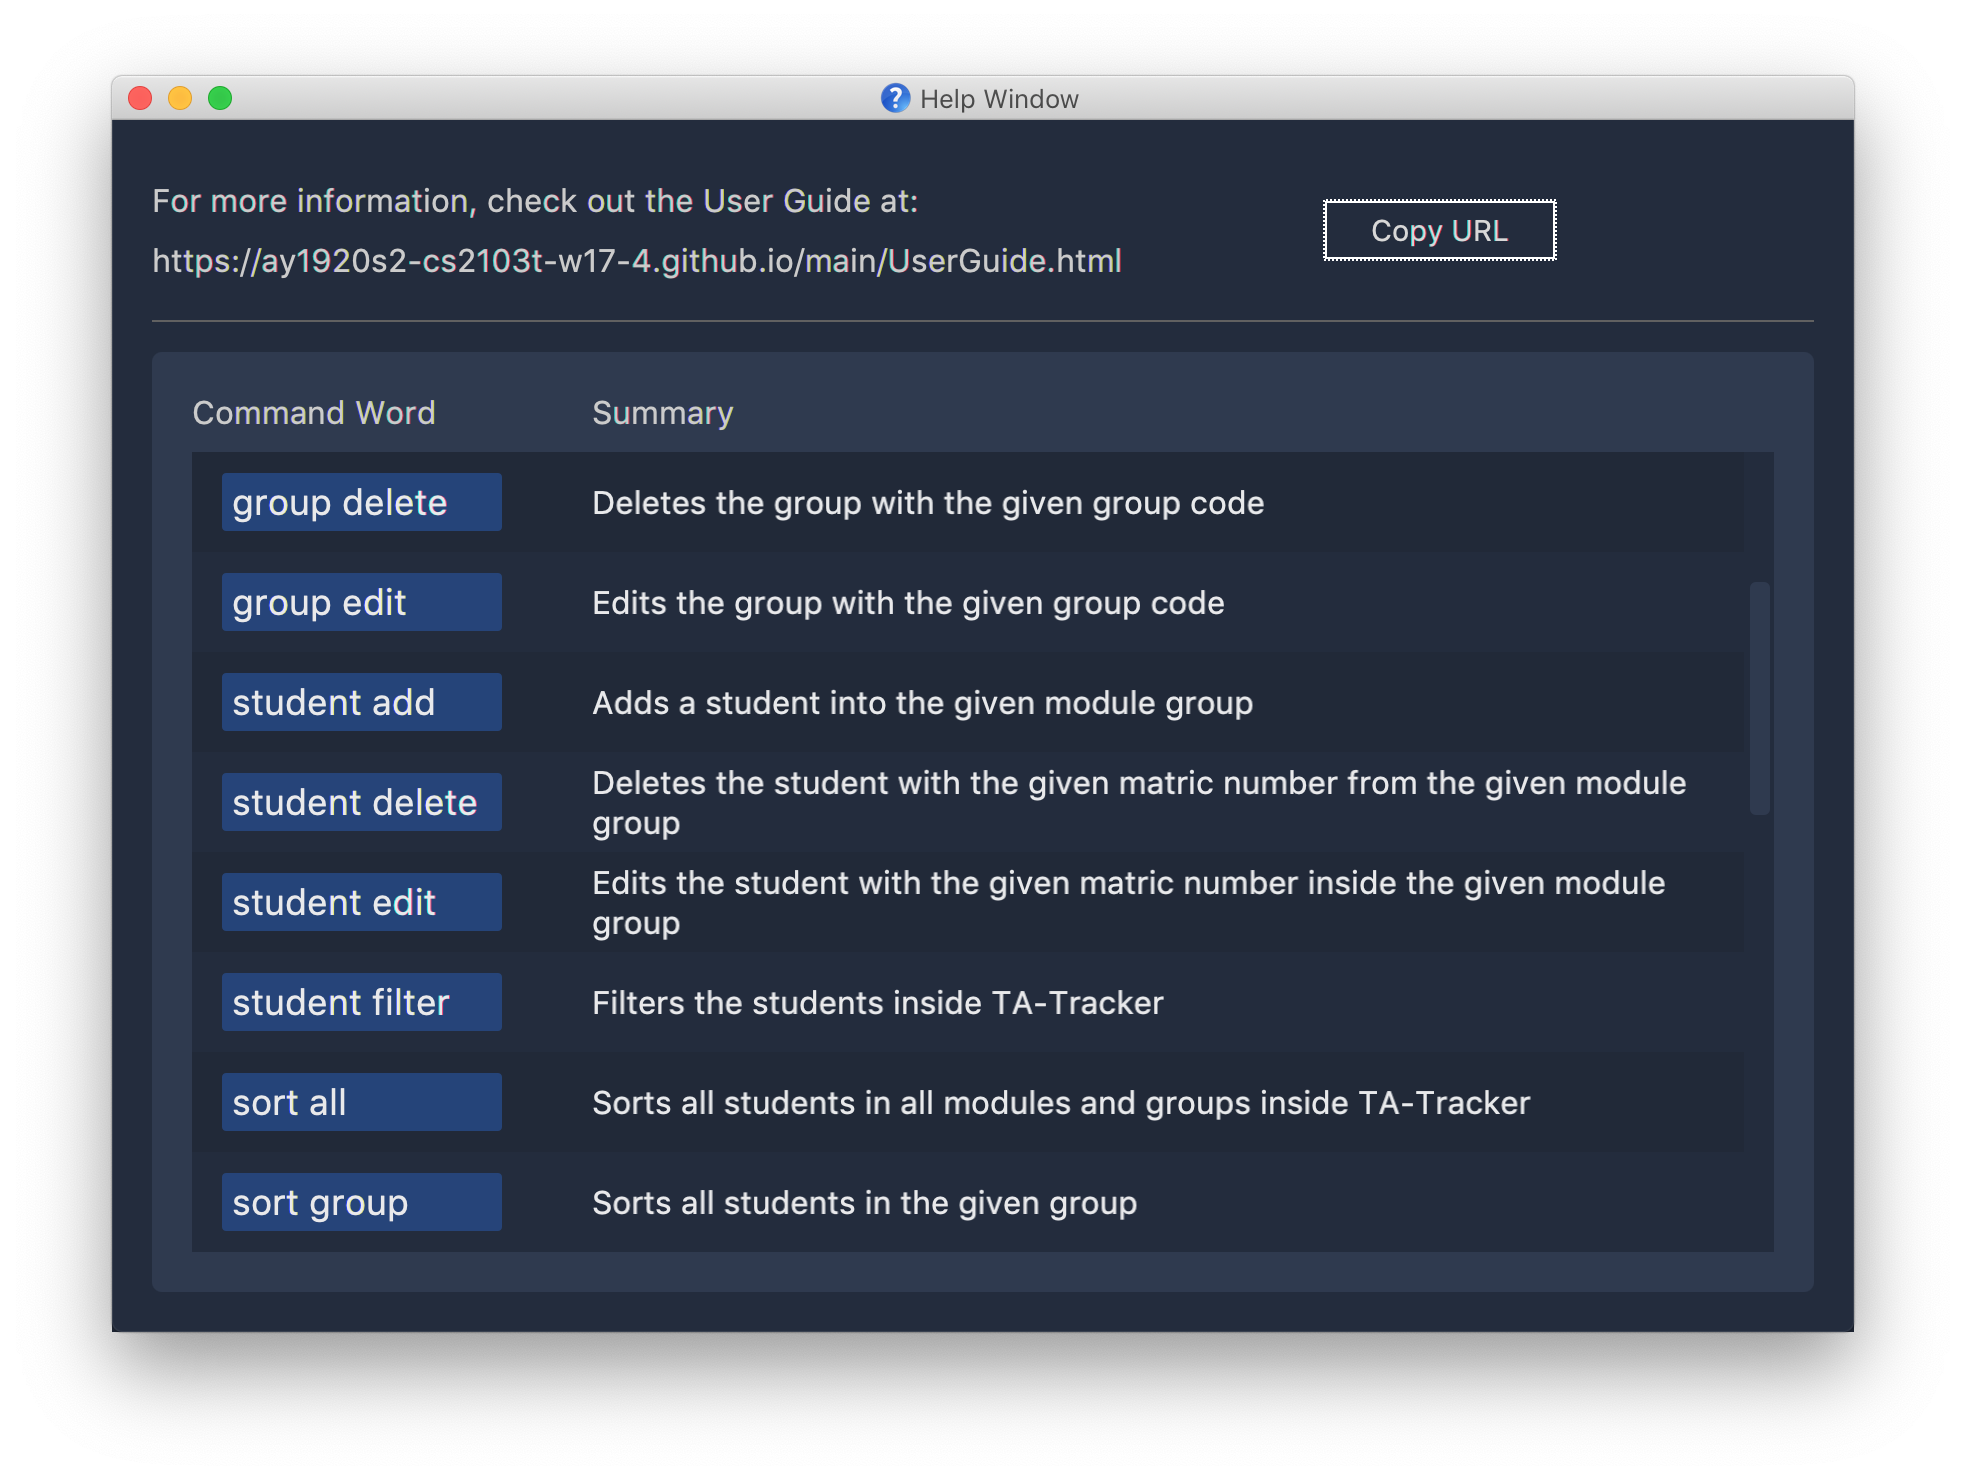 Help Window
For more information, check out the User Guide at:
https://ay1920s2-cs2103t-w17-4.github.io/main/UserGuide.html
Copy URL
Command Word Summary
group delete Deletes the group with the given group code
group edit Edits the group with the given group code
student add Adds a student into the given module group
student delete Deletes the student with the given matric number from the given module
group
student edit Edits the student with the given matric number inside the given module
group
student filter Filters the students inside TA-Tracker
sort all Sorts all students in all modules and groups inside TA-Tracker
sort group Sorts all students in the given group